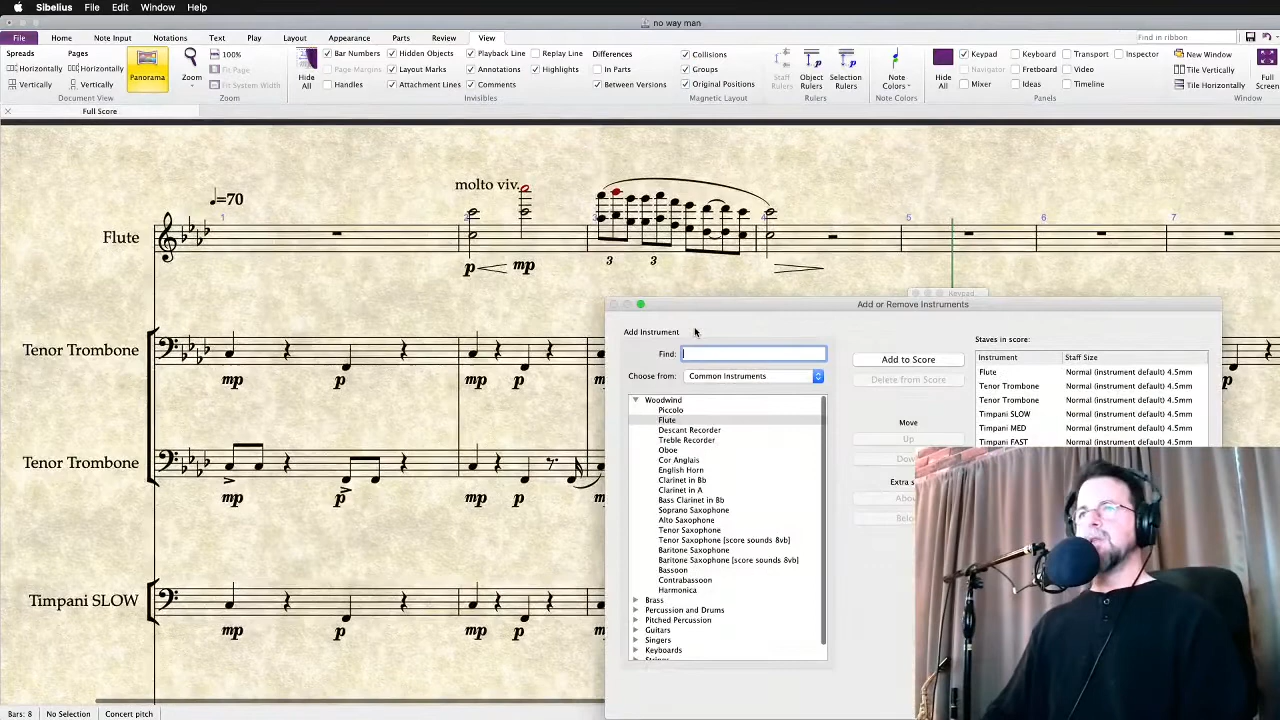 Sibelius File Edit Window Help
no way man
File Home Note Input Notations Text Play Layout Appearance Parts Review View Find in ribbon
Spreads Pages 100% Bar Numbers Hidden Objects Playback Line Replay Line Differences Collisions Keypad Keyboard Transport Inspector New Window
Horizontally Horizontally Fit Page Page Margins Layout Marks Annotations Highlights In Parts Groups Navigator Fretboard Video Tile Vertically
Vertically Vertically Panorama Zoom Fit System Width Hide All Handles Attachment Lines Comments Between Versions Original Positions Staff Rulers Object Rulers Selection Rulers Note Colors Hide All Mixer Ideas Timeline Tile Horizontally Full Screen
Document View Zoom Invisibles Magnetic Layout Rulers Note Colors Panels Window
Full Score
=70
molto viv.
1 2 3 4 5 6 7
Flute
p mp
3 3
Keypad
Add or Remove Instruments
Add Instrument
Find:
Choose from: Common Instruments
Woodwind
Piccolo
Flute
Descant Recorder
Treble Recorder
Oboe
Cor Anglais
English Horn
Clarinet in Bb
Clarinet in A
Bass Clarinet in Bb
Soprano Saxophone
Alto Saxophone
Tenor Saxophone
Tenor Saxophone [score sounds 8vb]
Baritone Saxophone
Baritone Saxophone [score sounds 8vb]
Bassoon
Contrabassoon
Harmonica
Brass
Percussion and Drums
Pitched Percussion
Guitars
Singers
Keyboards
Strings
Add to Score
Delete from Score
Move
Up
Extra
Staves in score:
Instrument Staff Size
Flute Normal (instrument default) 4.5mm
Tenor Trombone Normal (instrument default) 4.5mm
Tenor Trombone Normal (instrument default) 4.5mm
Timpani SLOW Normal (instrument default) 4.5mm
Timpani MED Normal (instrument default) 4.5mm
Timpani FAST Normal (instrument default) 4.5mm
Tenor Trombone
mp p mp p p
Tenor Trombone
mp p mp p
Timpani SLOW
mp p mp p
Bars: 8 No Selection Concert pitch